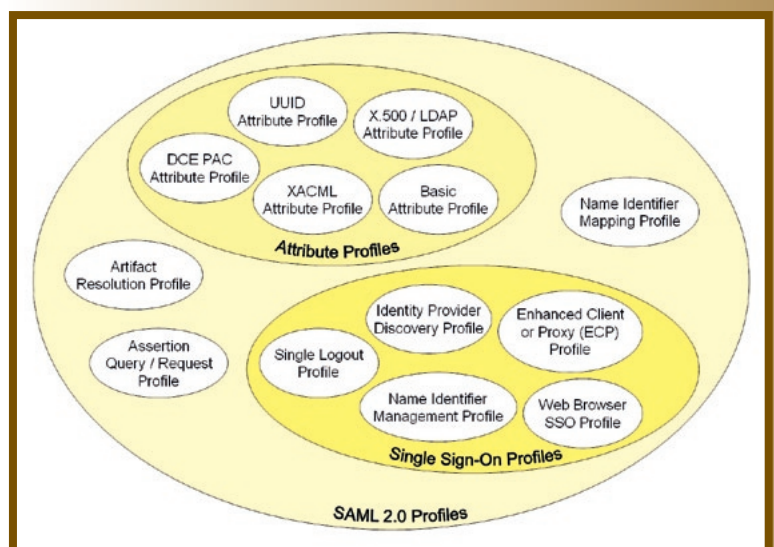 UUID
Attribute Profile
X.500 / LDAP
Attribute Profile
DCE PAC
Attribute Profile
XACML
Attribute Profile
Basic
Attribute Profile
Attribute Profiles
Name Identifier
Mapping Profile
Artifact
Resolution Profile
Assertion
Query / Request
Profile
Identity Provider
Discovery Profile
Enhanced Client
or Proxy (ECP)
Profile
Single Logout
Profile
Name Identifier
Management Profile
Web Browser
SSO Profile
Single Sign-On Profiles
SAML 2.0 Profiles